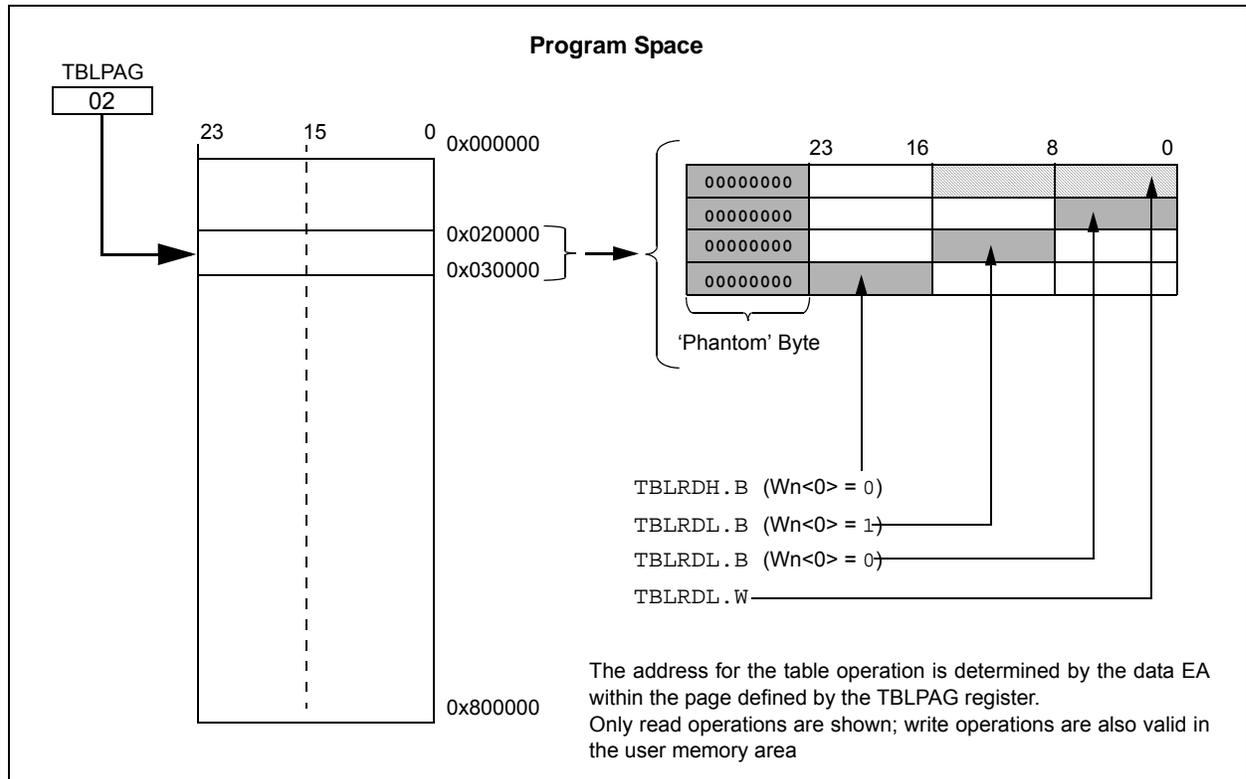 Program Space
TBLPAG
02
23 15 0
0x000000
0x020000
0x030000
0x800000
23 16 8 0
00000000
00000000
00000000
00000000
‘Phantom’ Byte
TBLRDH.B (Wn<0> = 0)
TBLRDL.B (Wn<0> = 1)
TBLRDL.B (Wn<0> = 0)
TBLRDL.W
The address for the table operation is determined by the data EA
within the page defined by the TBLPAG register.
Only read operations are shown; write operations are also valid in
the user memory area